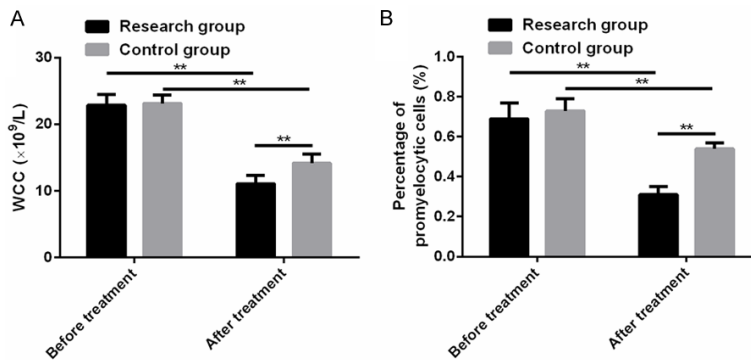 A
Research group
Control group
WCC (×10⁹/L)
30
20
10
0
**
**
**
Before treatment
After treatment
B
Research group
Control group
Percentage of
promyelocytic cells (%)
1.0
0.8
0.6
0.4
0.2
0.0
**
**
**
Before treatment
After treatment